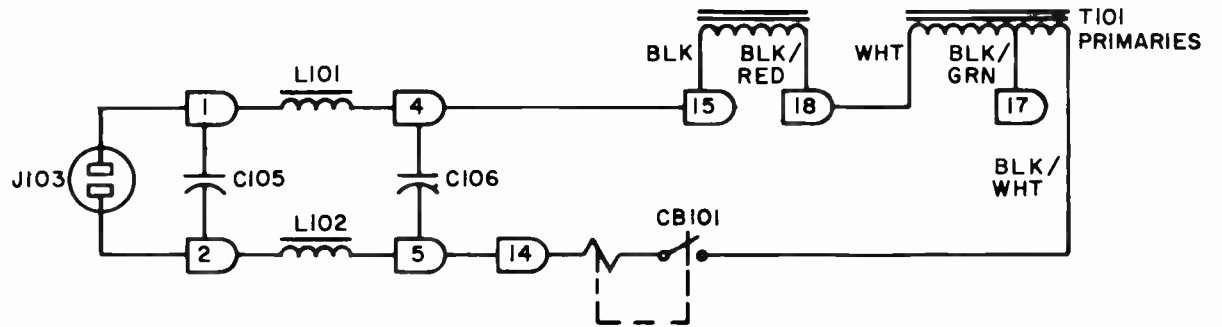 T101
PRIMARIES
BLK
BLK/
RED
WHT
BLK/
GRN
L101
1
4
15
18
17
J103
C105
C106
BLK/
WHT
L102
CB101
2
5
14